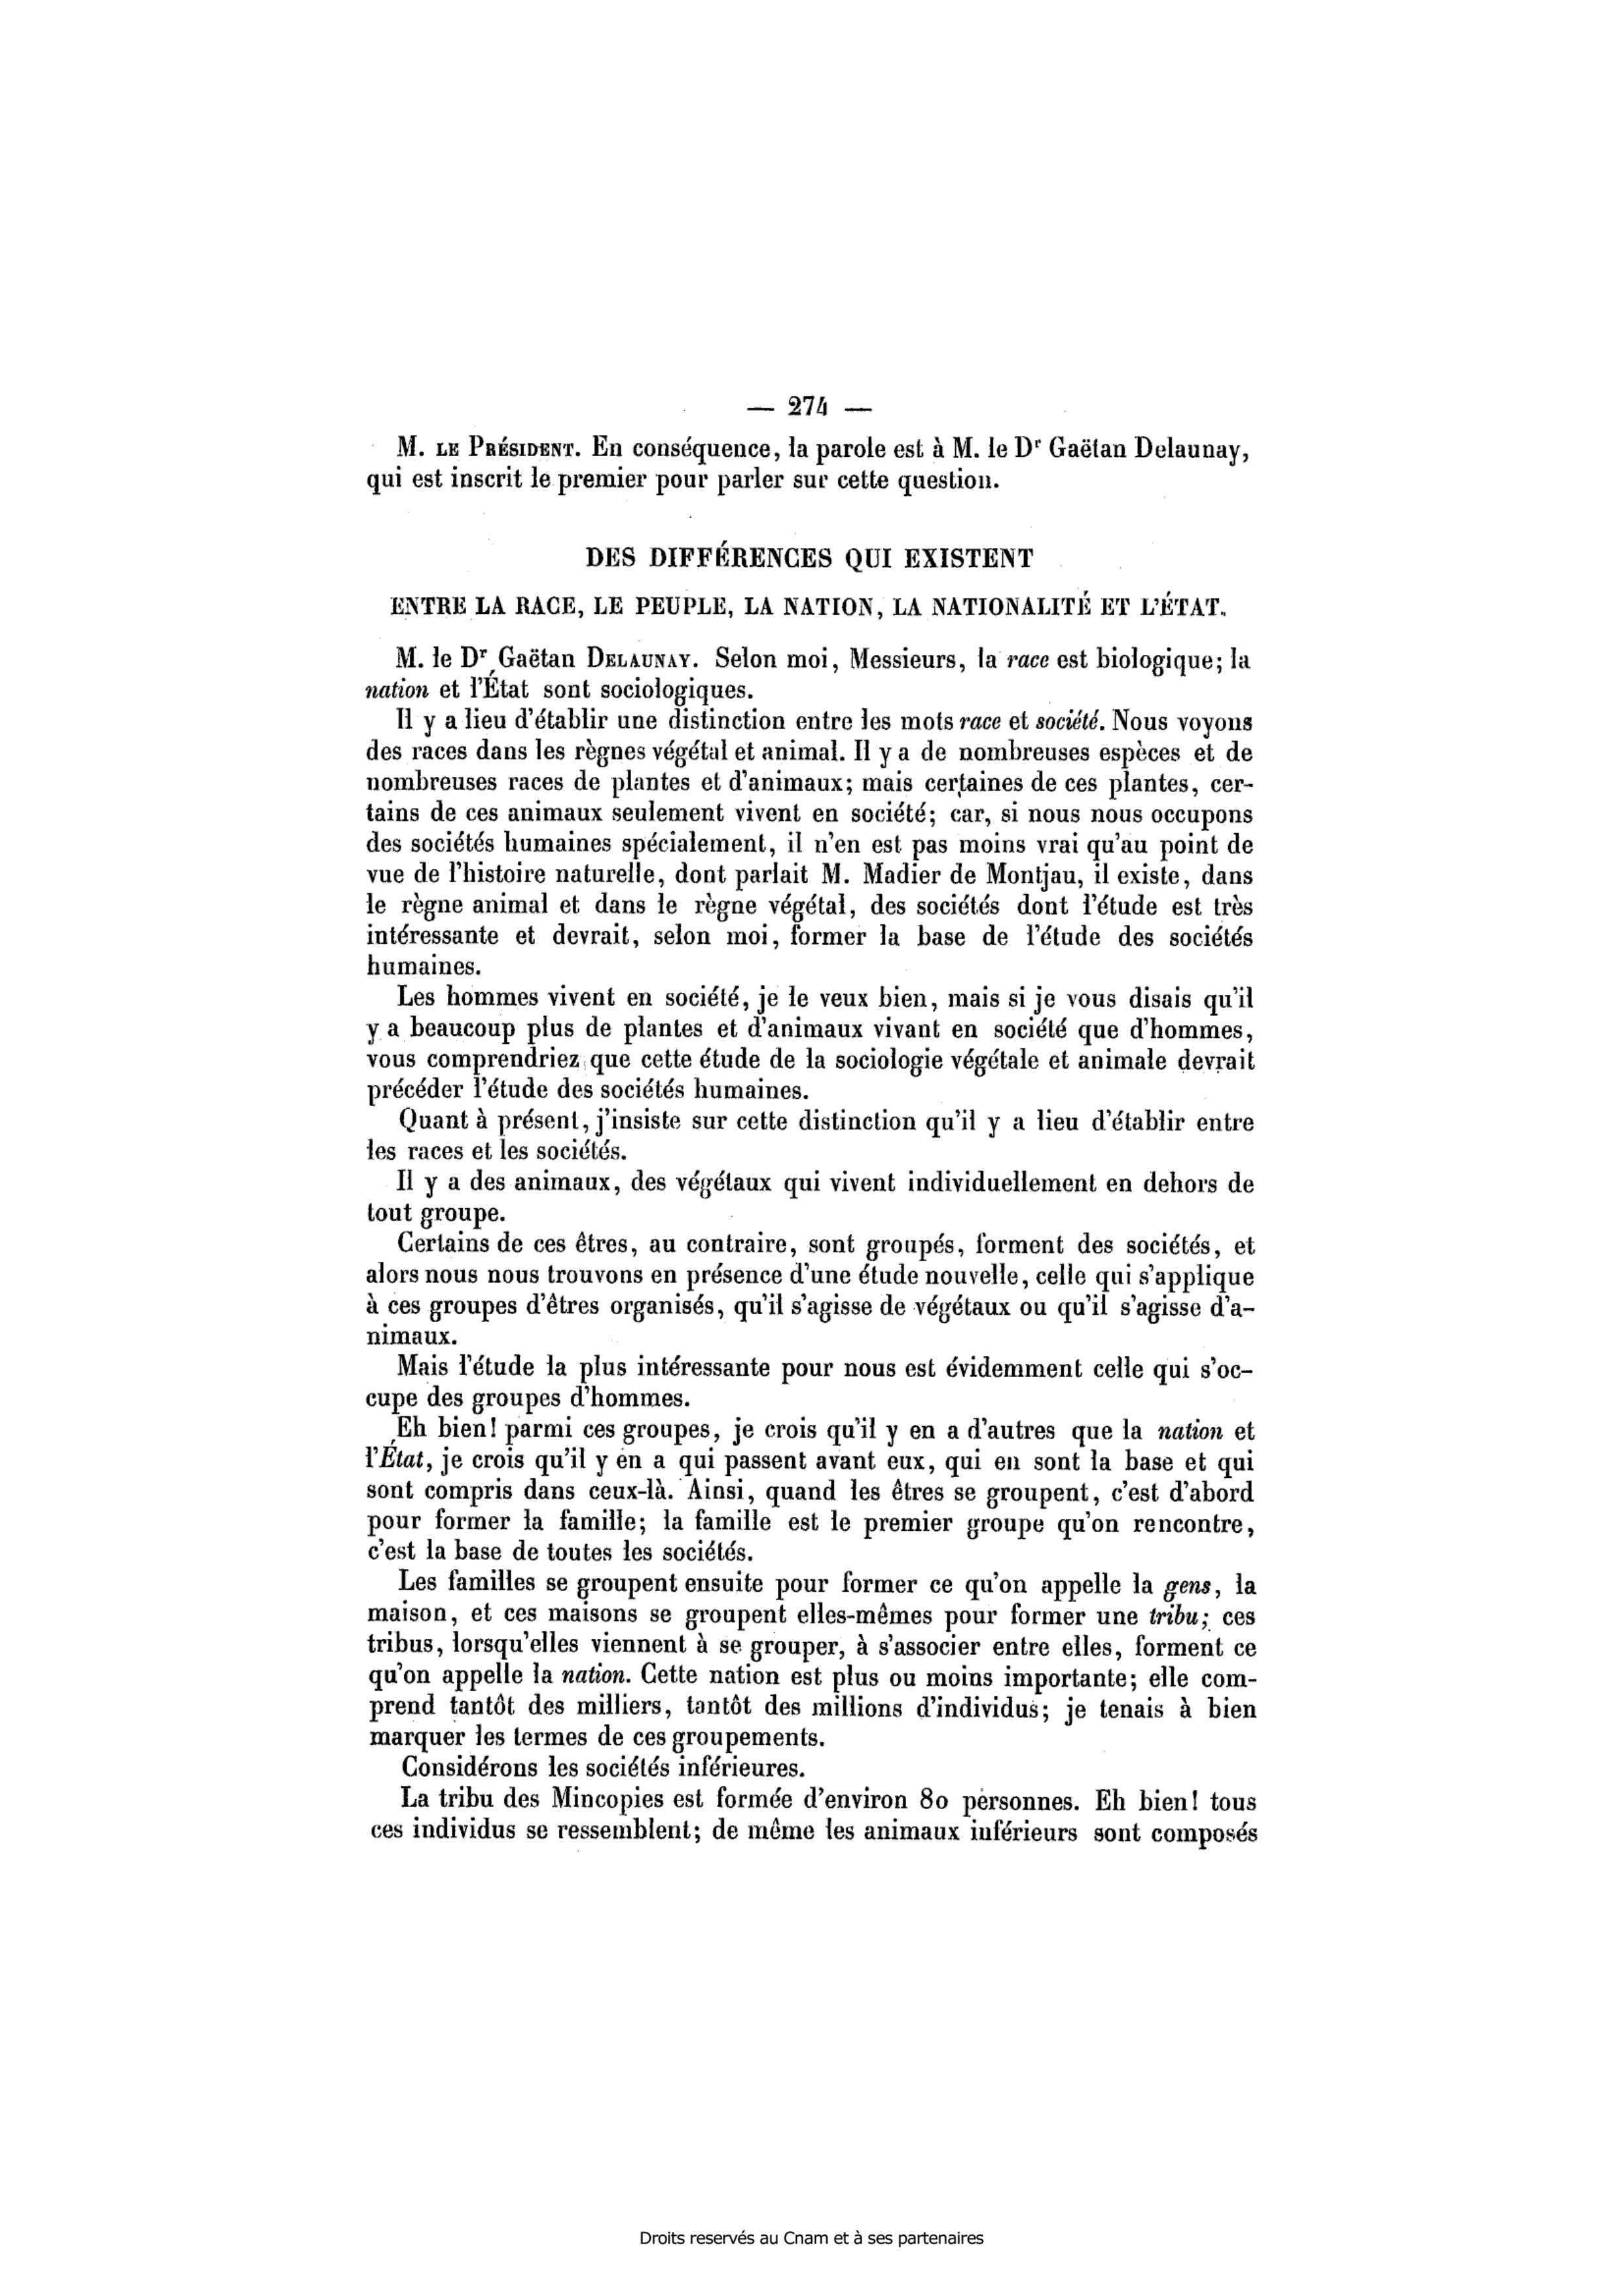 — 274 —
M. LE PRÉSIDENT. En conséquence, la parole est à M. le Dr Gaëtan Delaunay,
qui est inscrit le premier pour parler sur cette question.
DES DIFFÉRENCES QUI EXISTENT
ENTRE LA RACE, LE PEUPLE, LA NATION, LA NATIONALITÉ ET L'ÉTAT.
M. le Dr Gaëtan DELAUNAY. Selon moi, Messieurs, la race est biologique; la
nation et l'État sont sociologiques.
Il y a lieu d'établir une distinction entre les mots race et société. Nous voyons
des races dans les règnes végétal et animal. Il y a de nombreuses espèces et de
nombreuses races de plantes et d'animaux; mais certaines de ces plantes, cer-
tains de ces animaux seulement vivent en société; car, si nous nous occupons
des sociétés humaines spécialement, il n'en est pas moins vrai qu'au point de
vue de l'histoire naturelle, dont parlait M. Madier de Montjau, il existe, dans
le règne animal et dans le règne végétal, des sociétés dont l'étude est très
intéressante et devrait, selon moi, former la base de l'étude des sociétés
humaines.
Les hommes vivent en société, je le veux bien, mais si je vous disais qu'il
y a beaucoup plus de plantes et d'animaux vivant en société que d'hommes,
vous comprendriez que cette étude de la sociologie végétale et animale devrait
précéder l'étude des sociétés humaines.
Quant à présent, j'insiste sur cette distinction qu'il y a lieu d'établir entre
les races et les sociétés.
Il y a des animaux, des végétaux qui vivent individuellement en dehors de
tout groupe.
Certains de ces êtres, au contraire, sont groupés, forment des sociétés, et
alors nous nous trouvons en présence d'une étude nouvelle, celle qui s'applique
à ces groupes d'êtres organisés, qu'il s'agisse de végétaux ou qu'il s'agisse d'a-
nimaux.
Mais l'étude la plus intéressante pour nous est évidemment celle qui s'oc-
cupe des groupes d'hommes.
Eh bien! parmi ces groupes, je crois qu'il y en a d'autres que la nation et
l'État, je crois qu'il y en a qui passent avant eux, qui en sont la base et qui
sont compris dans ceux-là. Ainsi, quand les êtres se groupent, c'est d'abord
pour former la famille; la famille est le premier groupe qu'on rencontre,
c'est la base de toutes les sociétés.
Les familles se groupent ensuite pour former ce qu'on appelle la gens, la
maison, et ces maisons se groupent elles-mêmes pour former une tribu; ces
tribus, lorsqu'elles viennent à se grouper, à s'associer entre elles, forment ce
qu'on appelle la nation. Cette nation est plus ou moins importante; elle com-
prend tantôt des milliers, tantôt des millions d'individus; je tenais à bien
marquer les termes de ces groupements.
Considérons les sociétés inférieures.
La tribu des Mincopies est formée d'environ 80 personnes. Eh bien! tous
ces individus se ressemblent; de même les animaux inférieurs sont composés
Droits reservés au Cnam et à ses partenaires